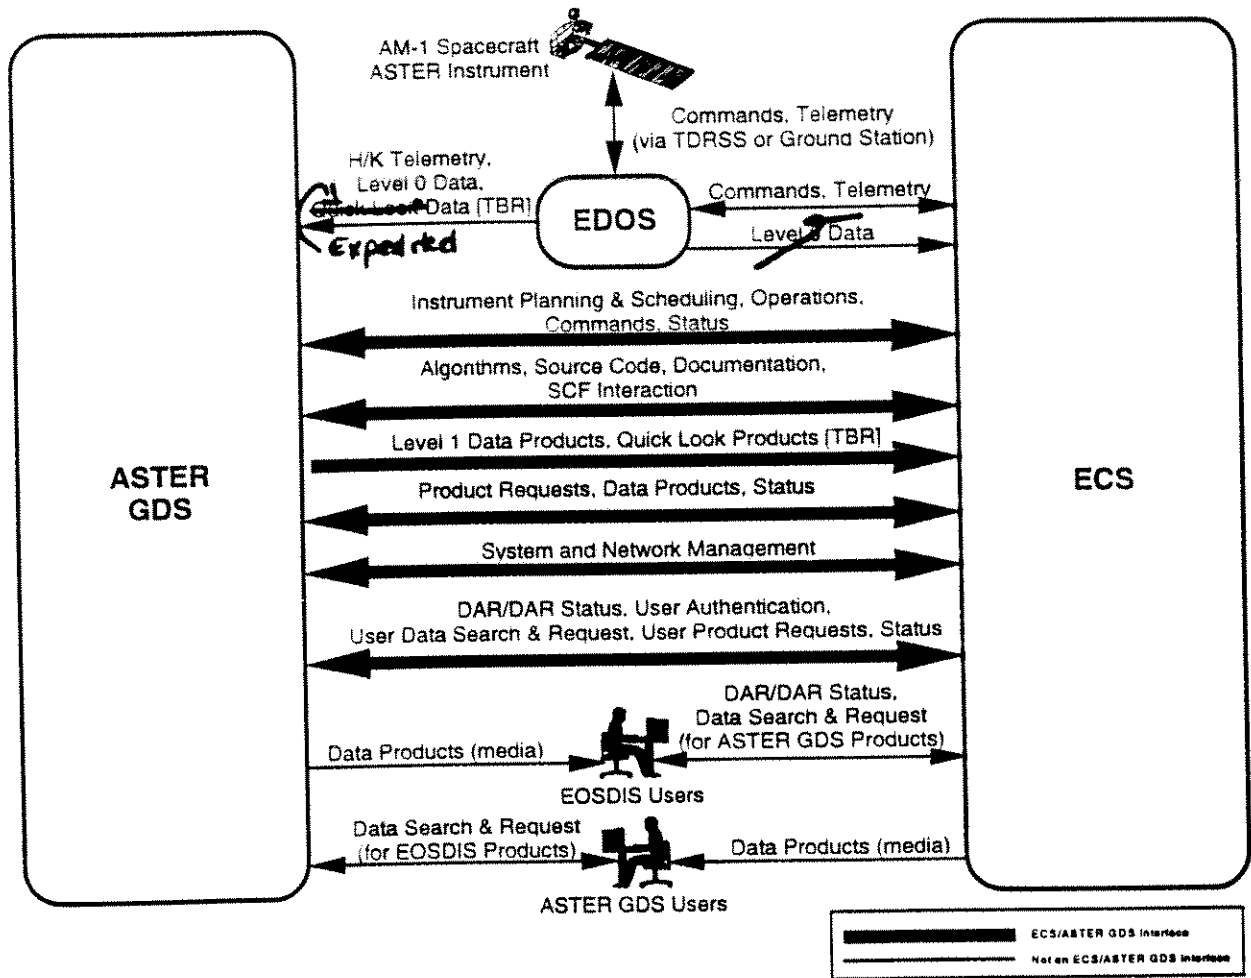 AM-1 Spacecraft
ASTER Instrument
Commands, Telemetry
(via TDRSS or Ground Station)
H/K Telemetry,
Level 0 Data,
Quick Look Data [TBR]
Expedited
EDOS
Commands, Telemetry
Level 0 Data
Instrument Planning & Scheduling, Operations,
Commands, Status
Algorithms, Source Code, Documentation,
SCF Interaction
Level 1 Data Products, Quick Look Products [TBR]
ASTER
GDS
ECS
Product Requests, Data Products, Status
System and Network Management
DAR/DAR Status, User Authentication,
User Data Search & Request, User Product Requests, Status
DAR/DAR Status,
Data Search & Request
(for ASTER GDS Products)
Data Products (media)
EOSDIS Users
Data Search & Request
(for EOSDIS Products)
Data Products (media)
ASTER GDS Users
ECS/ASTER GDS Interface
Not an ECS/ASTER GDS Interface